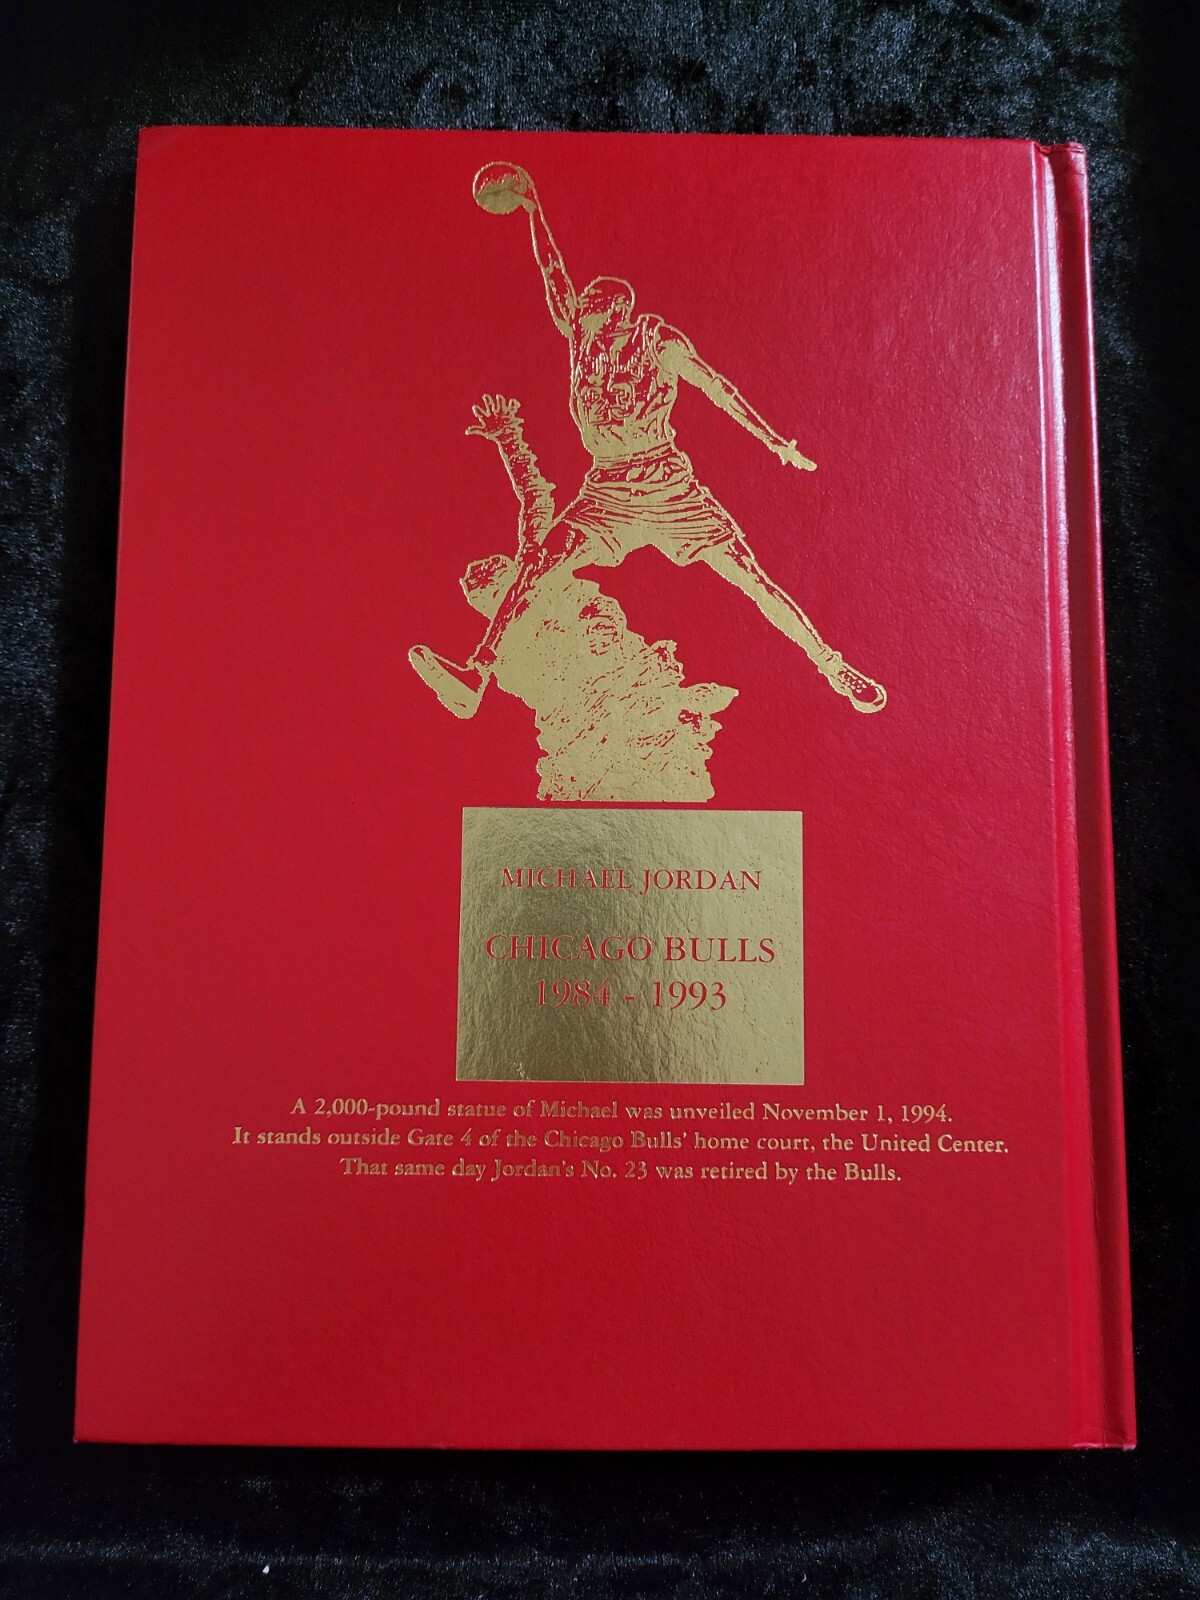 23
MICHAEL JORDAN
CHICAGO BULLS
1984 - 1993
A 2,000-pound statue of Michael was unveiled November 1, 1994.
It stands outside Gate 4 of the Chicago Bulls' home court, the United Center.
That same day Jordan's No. 23 was retired by the Bulls.